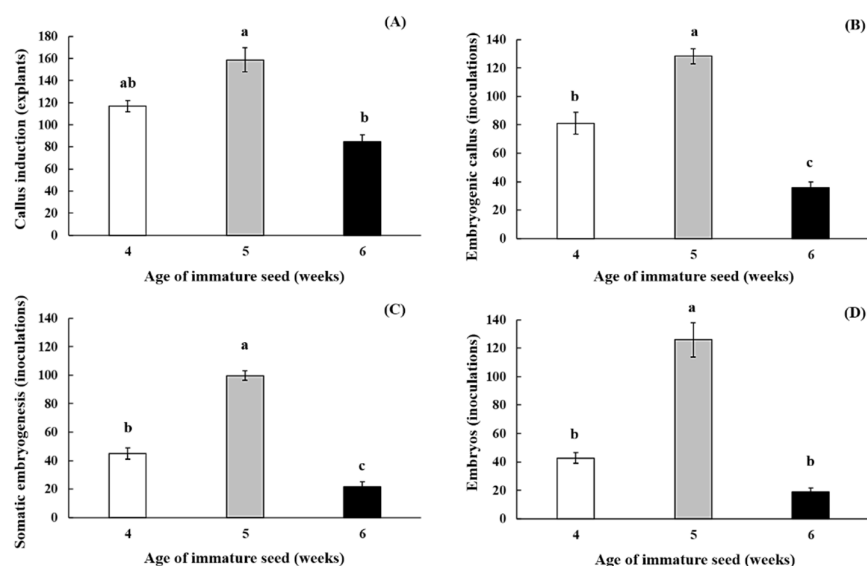 (A)
Callus induction (explants)
180
160
140
120
100
80
60
40
20
0
ab
a
b
4 5 6
Age of immature seed (weeks)
(B)
Embryogenic callus (inoculations)
140
120
100
80
60
40
20
0
b
a
c
4 5 6
Age of immature seed (weeks)
(C)
Somatic embryogenesis (inoculations)
140
120
100
80
60
40
20
0
b
a
c
4 5 6
Age of immature seed (weeks)
(D)
Embryos (inoculations)
140
120
100
80
60
40
20
0
b
a
b
4 5 6
Age of immature seed (weeks)